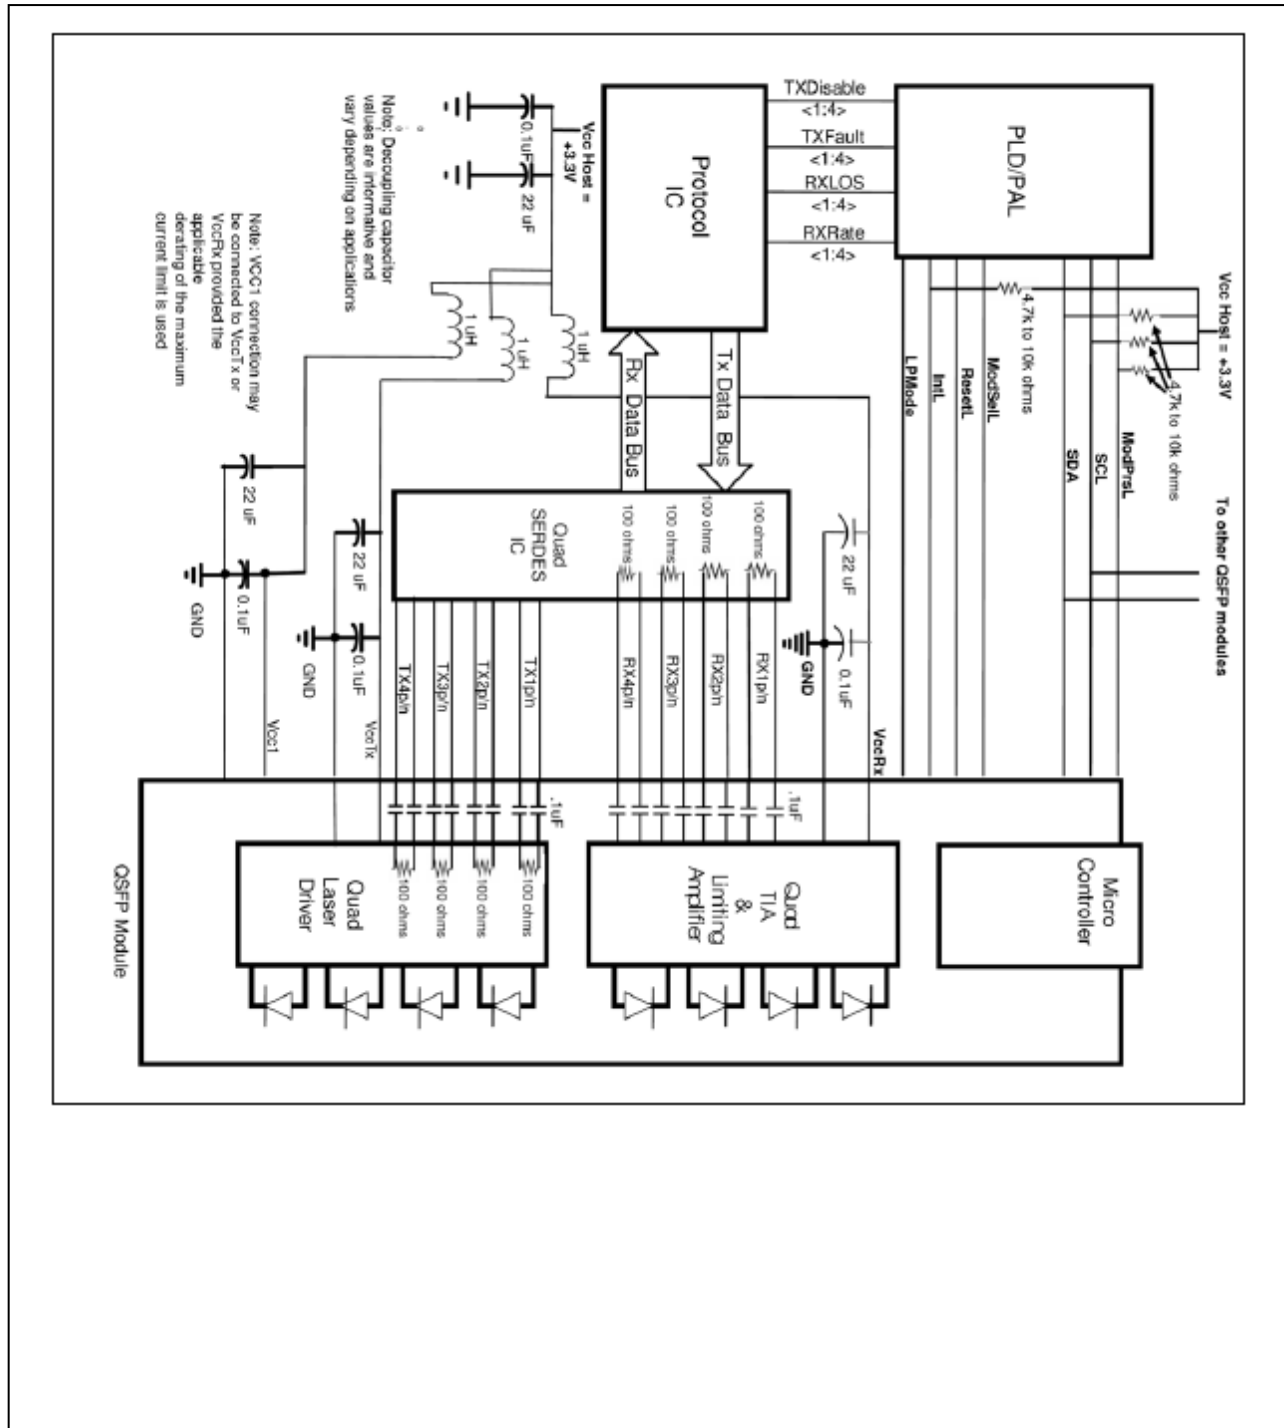 TXDisable
<1:4>
TXFault
<1:4>
RXLOS
<1:4>
RXRate
<1:4>
PLD/PAL
Protocol
IC
Vcc Host =
+3.3V
0.1uF
22 uF
Note: Decoupling capacitor
values are informative and
vary depending on applications
Note: VCC1 connection may
be connected to VccTx or
VccRx provided the
applicable
derating of the maximum
current limit is used
1 uH
1 uH
1 uH
Rx Data Bus
Tx Data Bus
Vcc Host = +3.3V
4.7k to 10k ohms
4.7k to 10k ohms
LPMode
IntL
ResetL
ModSelL
SDA
SCL
ModPrsL
To other QSFP modules
Quad
SERDES
IC
100 ohms
100 ohms
100 ohms
100 ohms
22 uF
0.1uF
GND
22 uF
0.1uF
GND
22 uF
0.1uF
GND
Vcc1
VccTx
TX4p/n
TX3p/n
TX2p/n
TX1p/n
RX4p/n
RX3p/n
RX2p/n
RX1p/n
VccRx
.1uF
.1uF
QSFP Module
Quad
Laser
Driver
100 ohms
100 ohms
100 ohms
100 ohms
Quad
TIA
&
Limiting
Amplifier
Micro
Controller